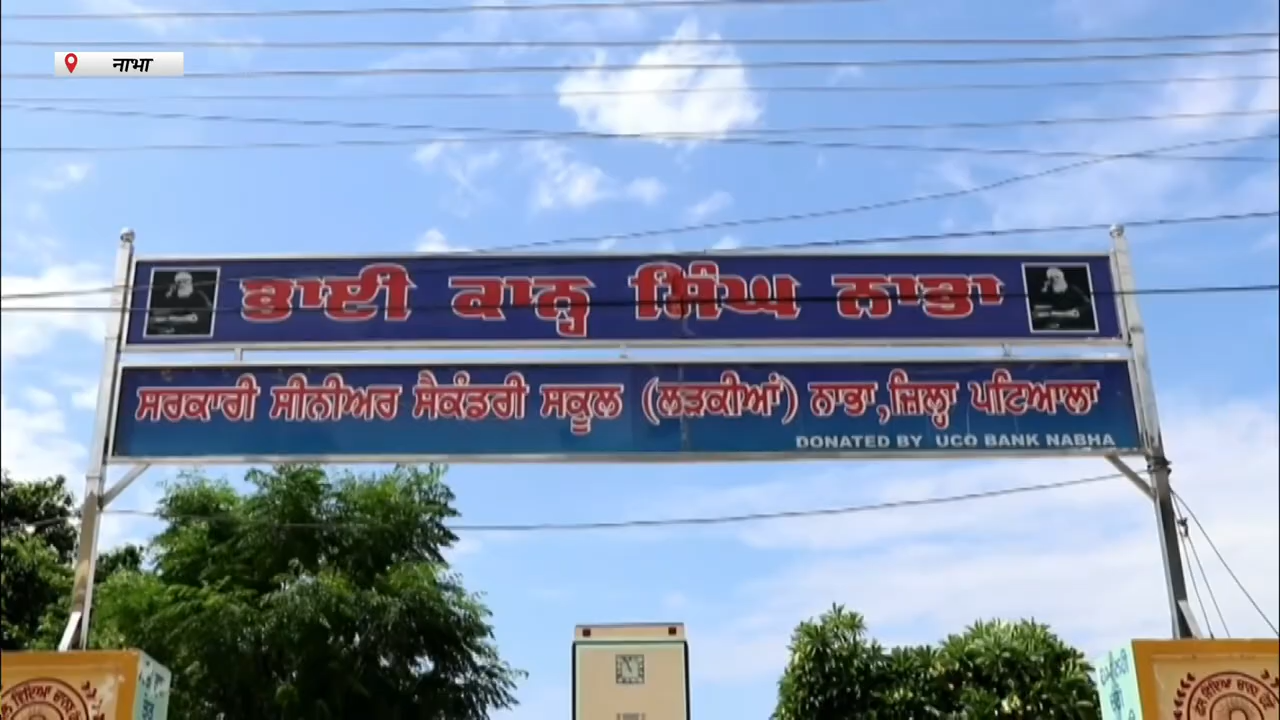 नाभा
ਭਾਈ ਕਾਨ੍ਹ ਸਿੰਘ ਨਾਭਾ
ਸਰਕਾਰੀ ਸੀਨੀਅਰ ਸੈਕੰਡਰੀ ਸਕੂਲ (ਲੜਕੀਆਂ) ਨਾਭਾ,ਜ਼ਿਲ੍ਹਾ ਪਟਿਆਲਾ
DONATED BY UCO BANK NABHA